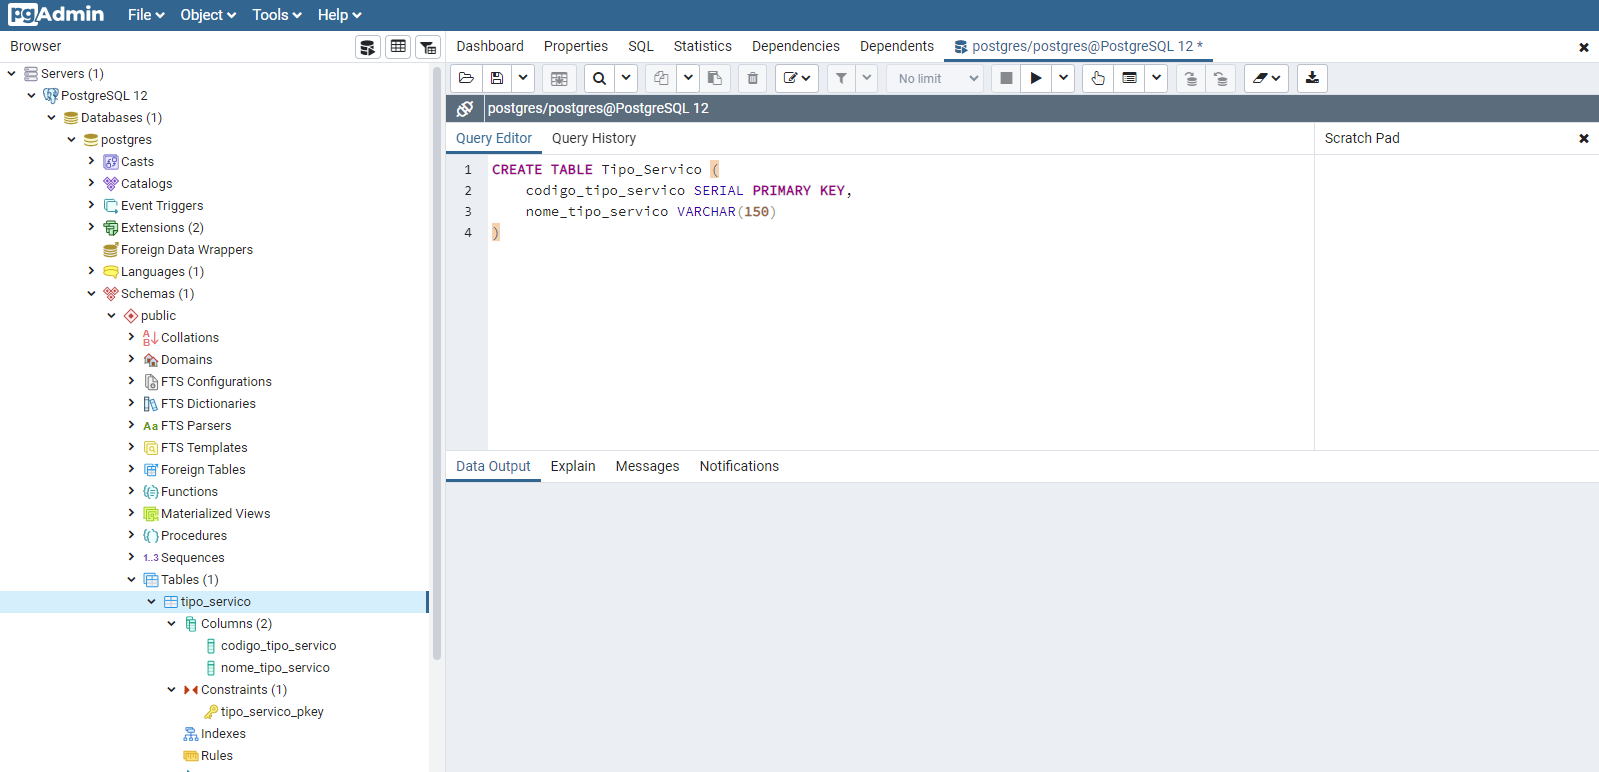 pgAdmin File Object Tools Help
Browser
Dashboard Properties SQL Statistics Dependencies Dependents postgres/postgres@PostgreSQL 12 *
No limit
postgres/postgres@PostgreSQL 12
Query Editor Query History
Scratch Pad
1 CREATE TABLE Tipo_Servico (
2 codigo_tipo_servico SERIAL PRIMARY KEY,
3 nome_tipo_servico VARCHAR(150)
4 )
Data Output Explain Messages Notifications
Servers (1)
PostgreSQL 12
Databases (1)
postgres
Casts
Catalogs
Event Triggers
Extensions (2)
Foreign Data Wrappers
Languages (1)
Schemas (1)
public
Collations
Domains
FTS Configurations
FTS Dictionaries
Aa FTS Parsers
FTS Templates
Foreign Tables
Functions
Materialized Views
Procedures
1..3 Sequences
Tables (1)
tipo_servico
Columns (2)
codigo_tipo_servico
nome_tipo_servico
Constraints (1)
tipo_servico_pkey
Indexes
Rules